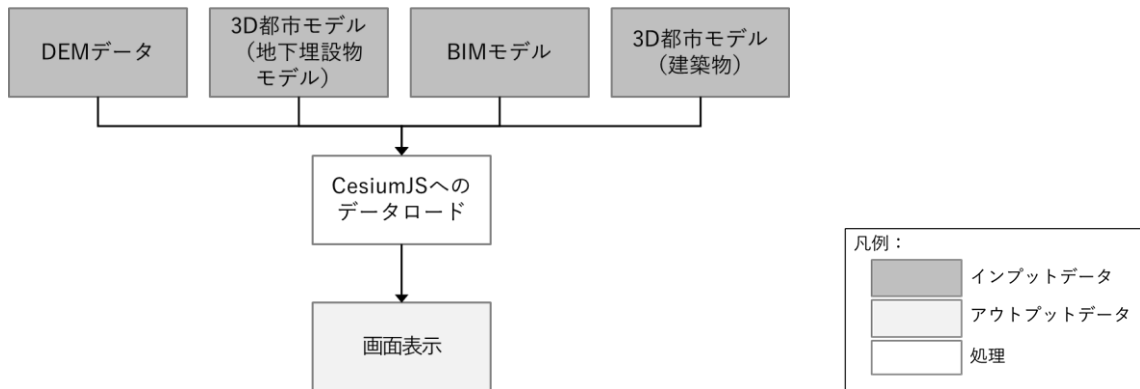 DEMデータ
3D都市モデル
（地下埋設物
モデル）
BIMモデル
3D都市モデル
（建築物）
CesiumJSへの
データロード
画面表示
凡例：
インプットデータ
アウトプットデータ
処理